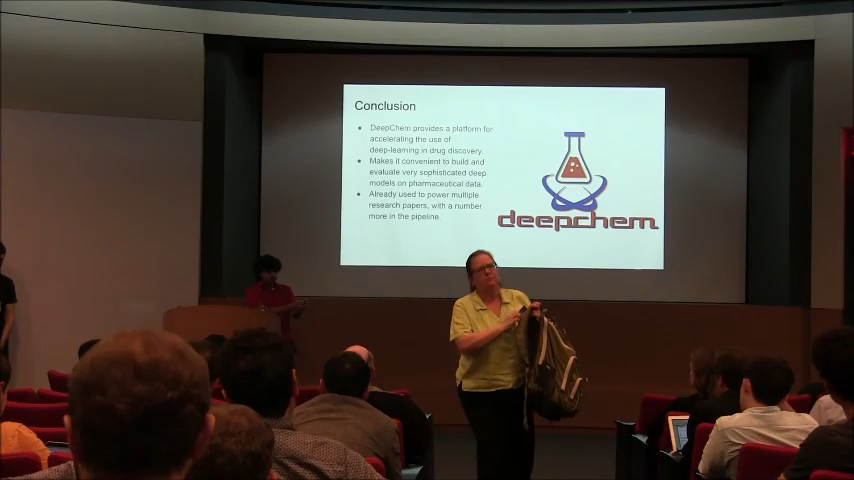 Conclusion
● DeepChem provides a platform for
accelerating the use of
deep-learning in drug discovery.
● Makes it convenient to build and
evaluate very sophisticated deep
models on pharmaceutical data.
● Already used to power multiple
research papers, with a number
more in the pipeline.
deepchem